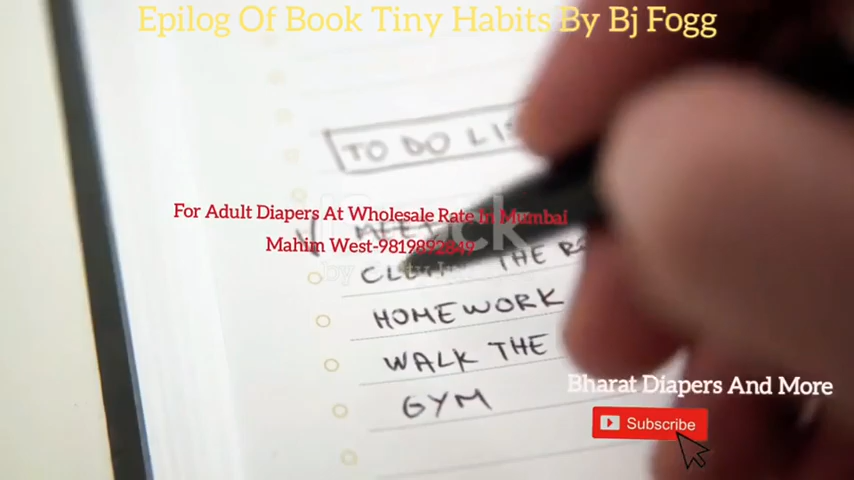 Epilog Of Book Tiny Habits By Bj Fogg
TO DO
For Adult Diapers At Wholesale Rate In Mumbai
Mahim West-9819892849
THE
HOMEWORK
WALK THE
GYM
Bharat Diapers And More
Subscribe